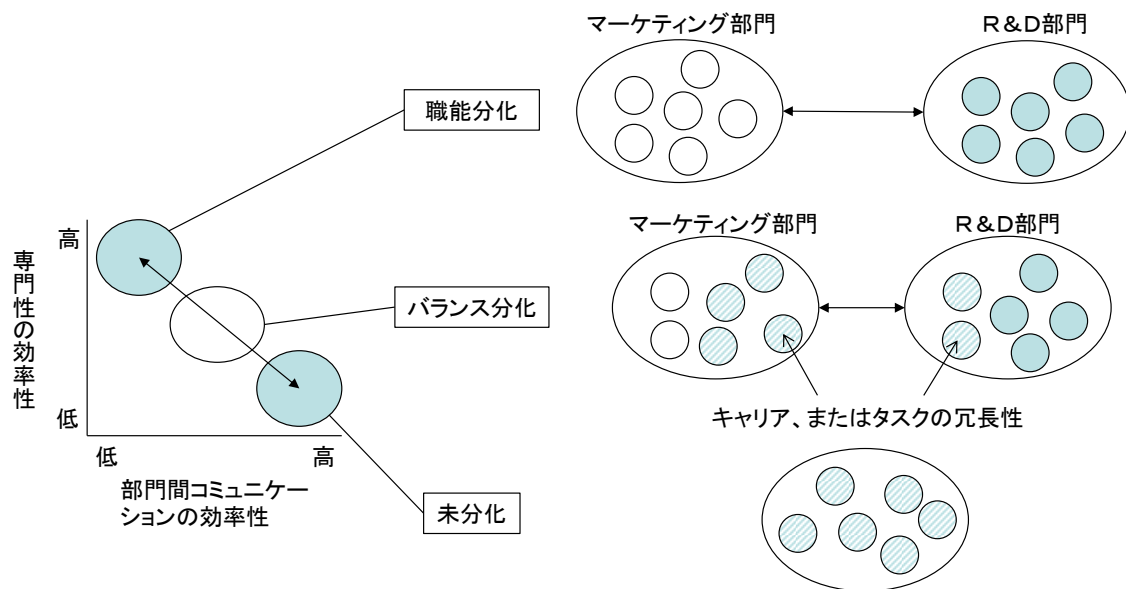 マーケティング部門
R&D部門
職能分化
マーケティング部門
R&D部門
高
専門性の効率性
バランス分化
低
キャリア、またはタスクの冗長性
低
高
部門間コミュニケー
ションの効率性
未分化